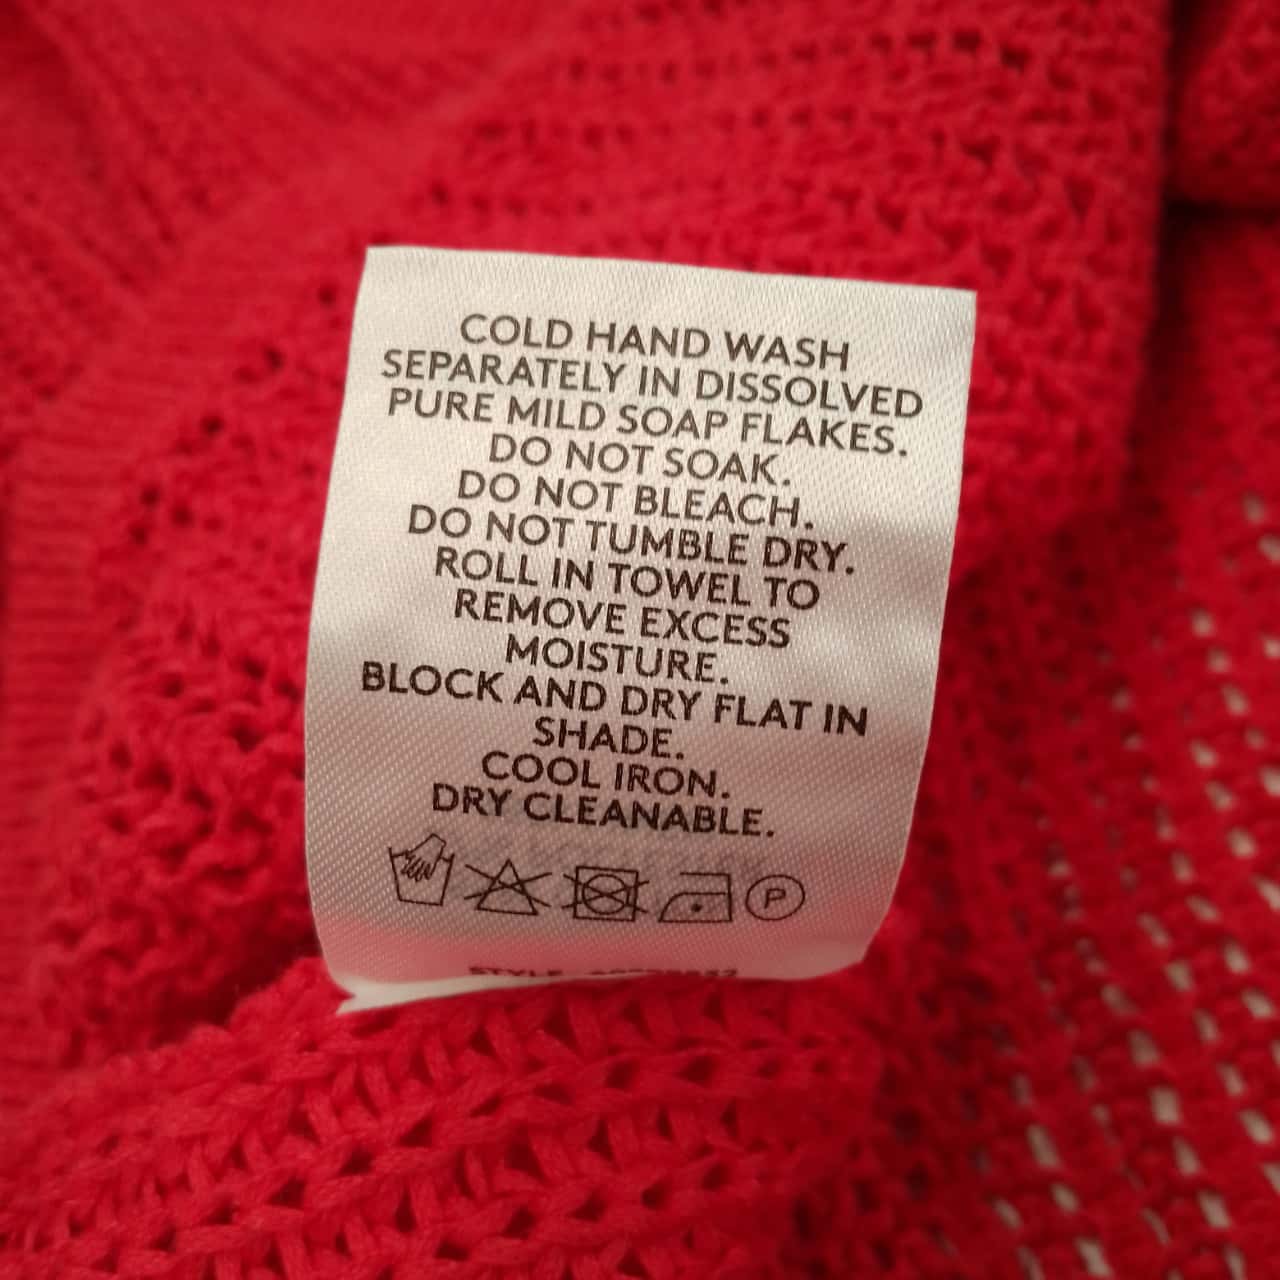 COLD HAND WASH
SEPARATELY IN DISSOLVED
PURE MILD SOAP FLAKES.
DO NOT SOAK.
DO NOT BLEACH.
DO NOT TUMBLE DRY.
ROLL IN TOWEL TO
REMOVE EXCESS
MOISTURE.
BLOCK AND DRY FLAT IN
SHADE.
COOL IRON.
DRY CLEANABLE.
P
STYLE